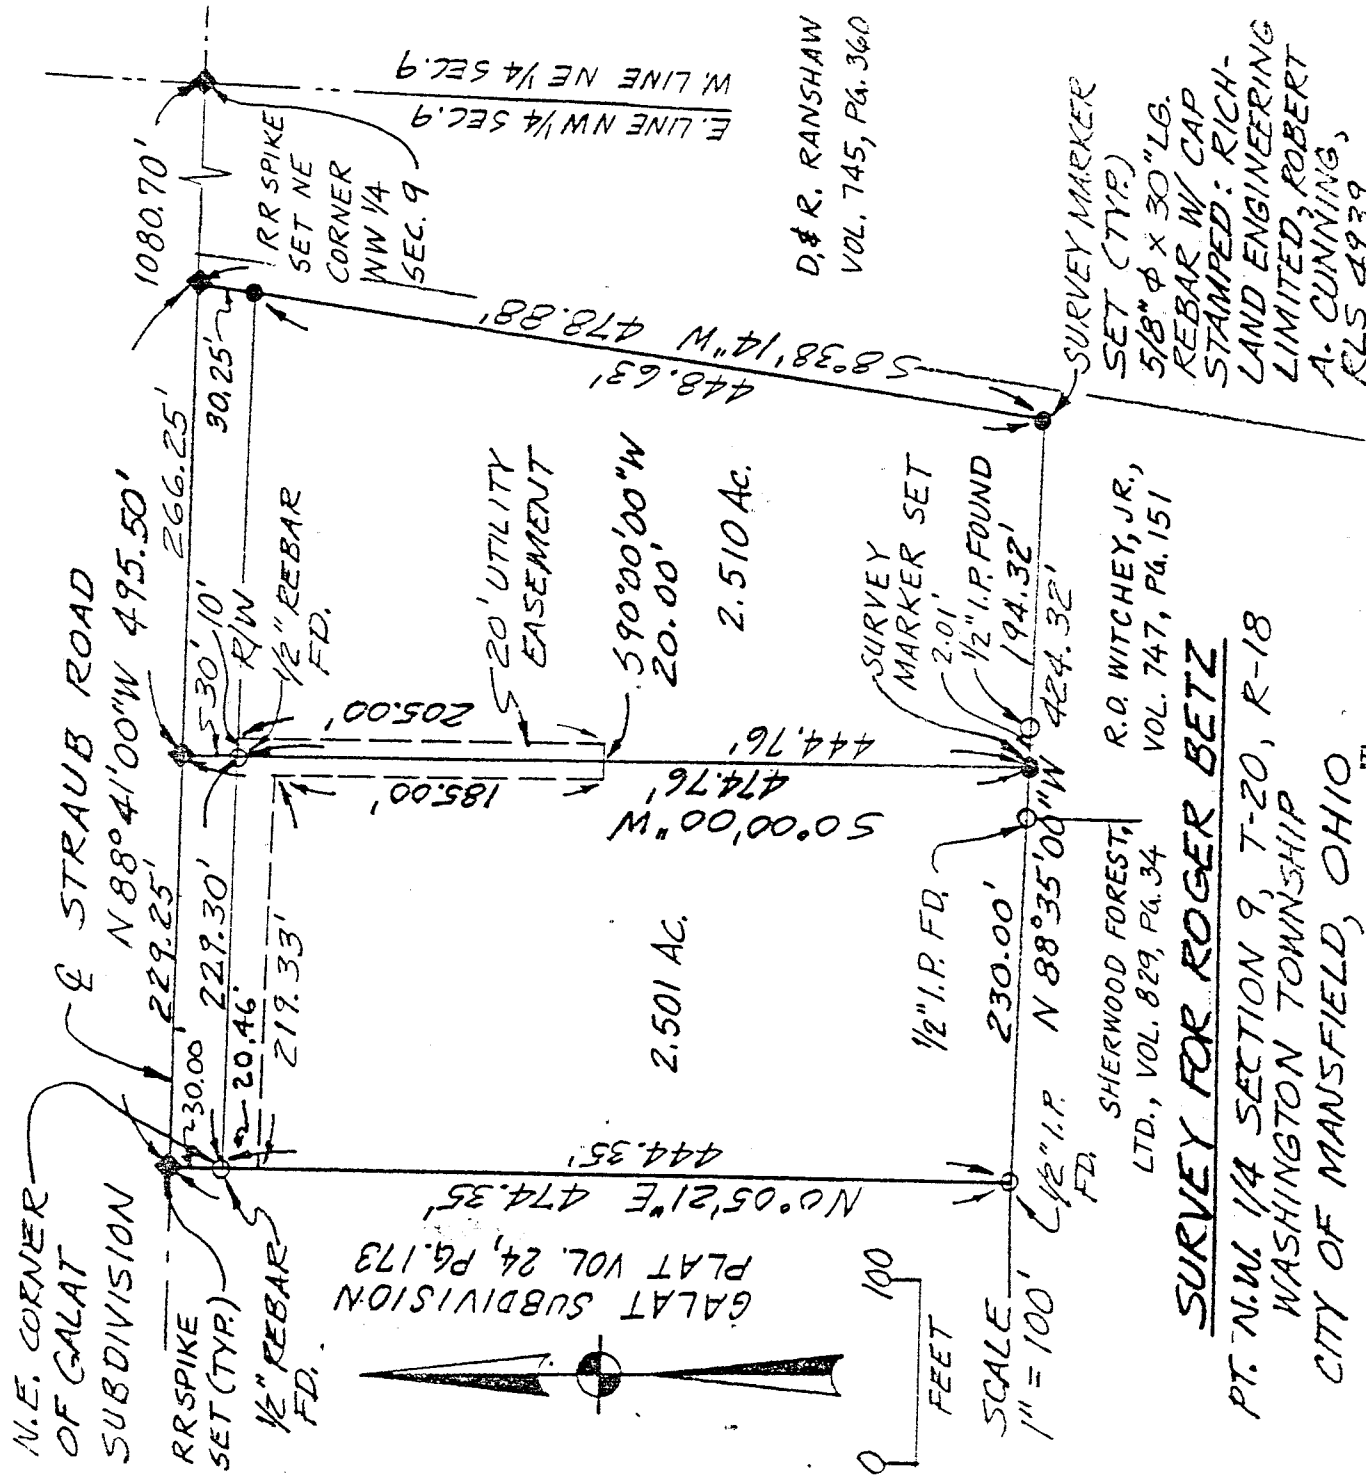 N.E. CORNER
OF GALAT
SUBDIVISION
℄ STRAUB ROAD
N 88°41'00"W 495.50'
229.25'
266.25'
1080.70'
RR SPIKE
SET NE
CORNER
NW 1/4
SEC. 9
E. LINE NW 1/4 SEC. 9
W. LINE NE 1/4 SEC. 9
RR SPIKE
SET (TYP.)
1/2" REBAR
FD.
30.00'
229.30'
20.46'
219.33'
30'
10'
R/W
1/2" REBAR
FD.
30.25'
GALAT SUBDIVISION
PLAT VOL. 24, PG. 173
N0°05'21"E 474.35'
444.35'
2.501 Ac.
185.00'
205.00'
20' UTILITY
EASEMENT
S90°00'00"W
20.00'
S0°00'00"W
474.76'
444.76'
2.510 Ac.
448.63'
S8°38'14"W 478.88'
D. & R. RANSHAW
VOL. 745, PG. 360
SURVEY
MARKER SET
2.01'
1/2" I.P. FOUND
194.32'
1/2" I.P. FD.
230.00'
N 88°35'00"W 424.32'
1/2" I.P.
FD.
SURVEY MARKER
SET (TYP.)
5/8" ϕ X 30" LG.
REBAR W/ CAP
STAMPED: RICH-
LAND ENGINEERING
LIMITED, ROBERT
A. CUNNING,
RLS 4939
SHERWOOD FOREST,
LTD., VOL. 829, PG. 34
R.D. WITCHEY, JR.,
VOL. 747, PG. 151
0 100
FEET
SCALE
1" = 100'
SURVEY FOR ROGER BETZ
PT. N.W. 1/4 SECTION 9, T-20, R-18
WASHINGTON TOWNSHIP
CITY OF MANSFIELD, OHIO